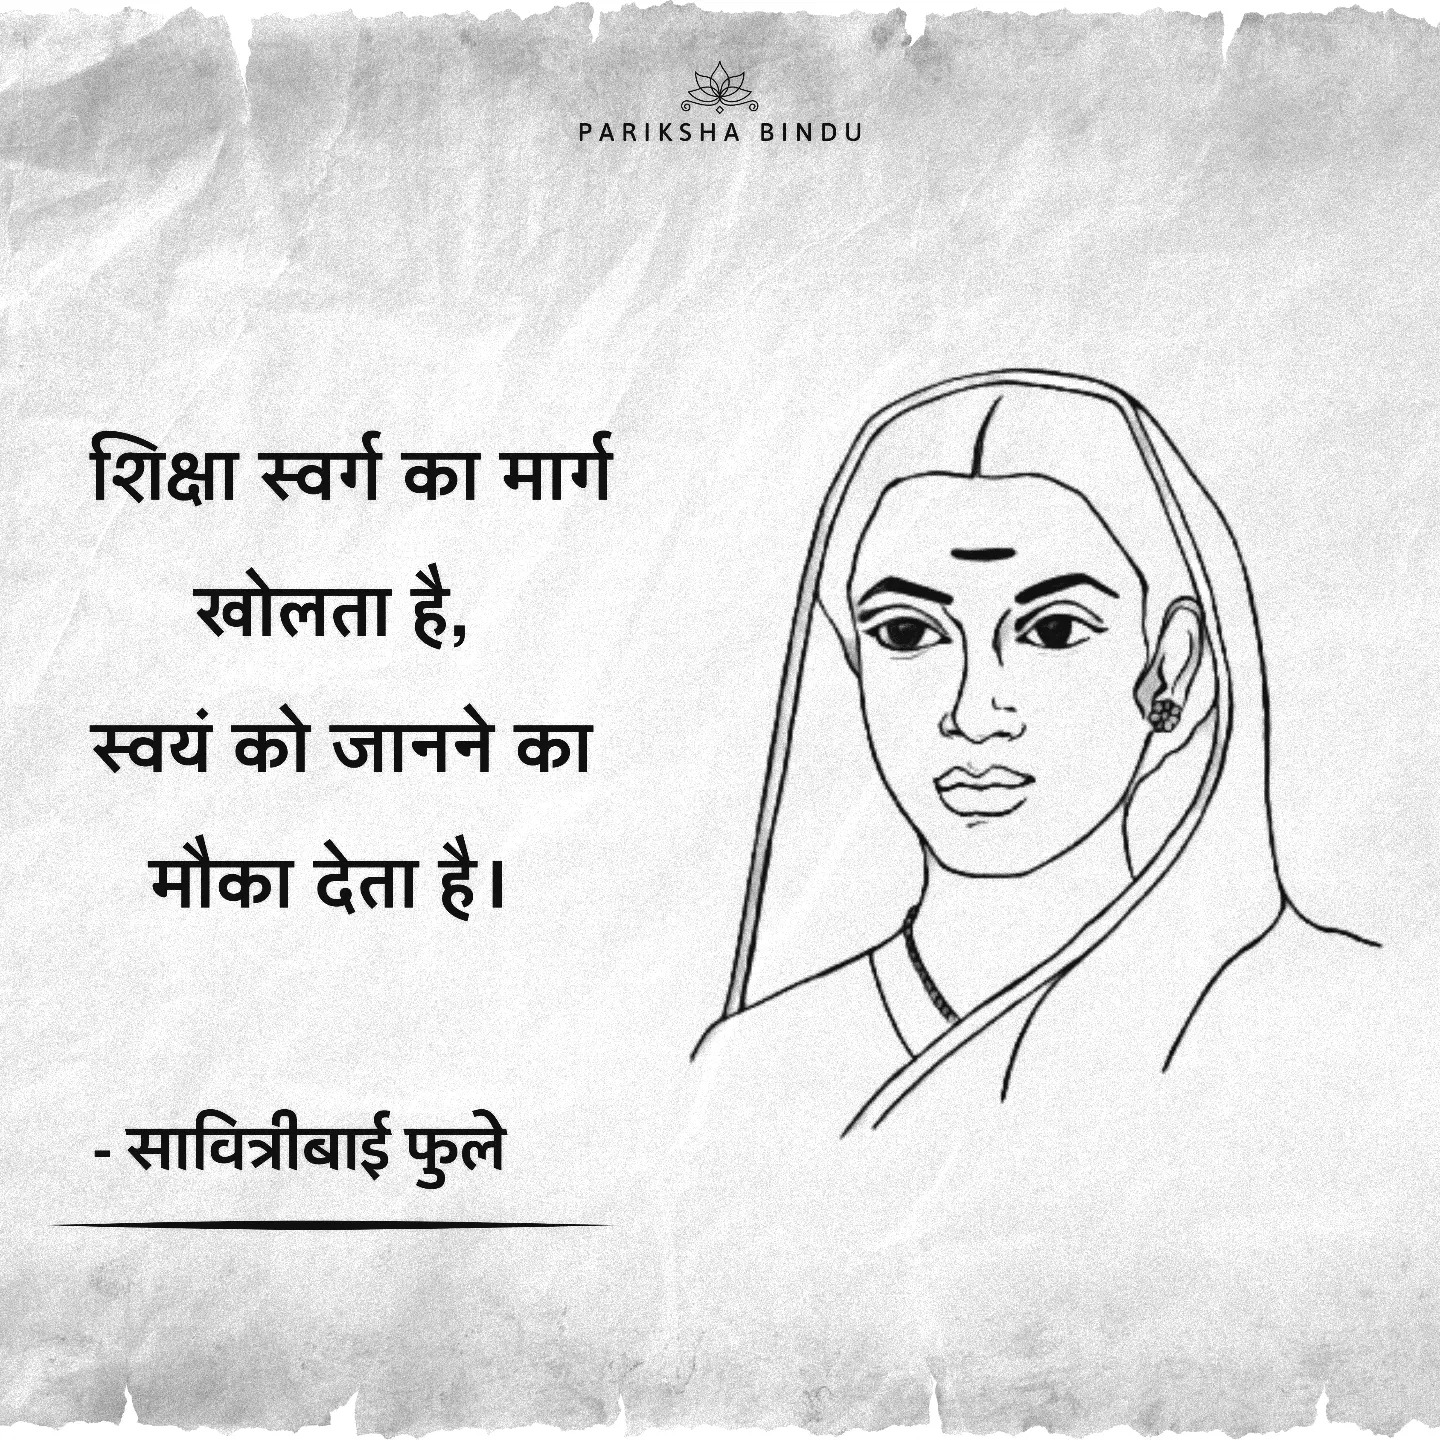 PARIKSHA BINDU
शिक्षा स्वर्ग का मार्ग
खोलता है,
स्वयं को जानने का
मौका देता है।
- सावित्रीबाई फुले